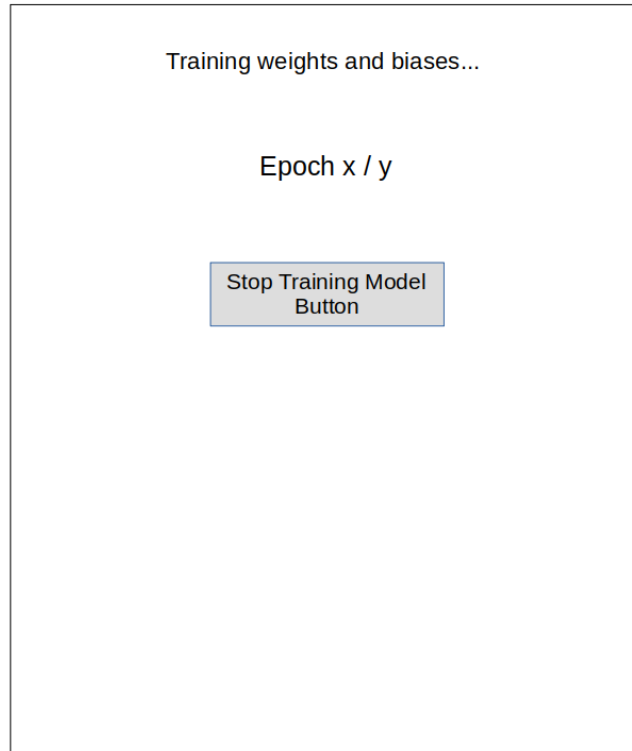 Training weights and biases...
Epoch x / y
Stop Training Model
Button